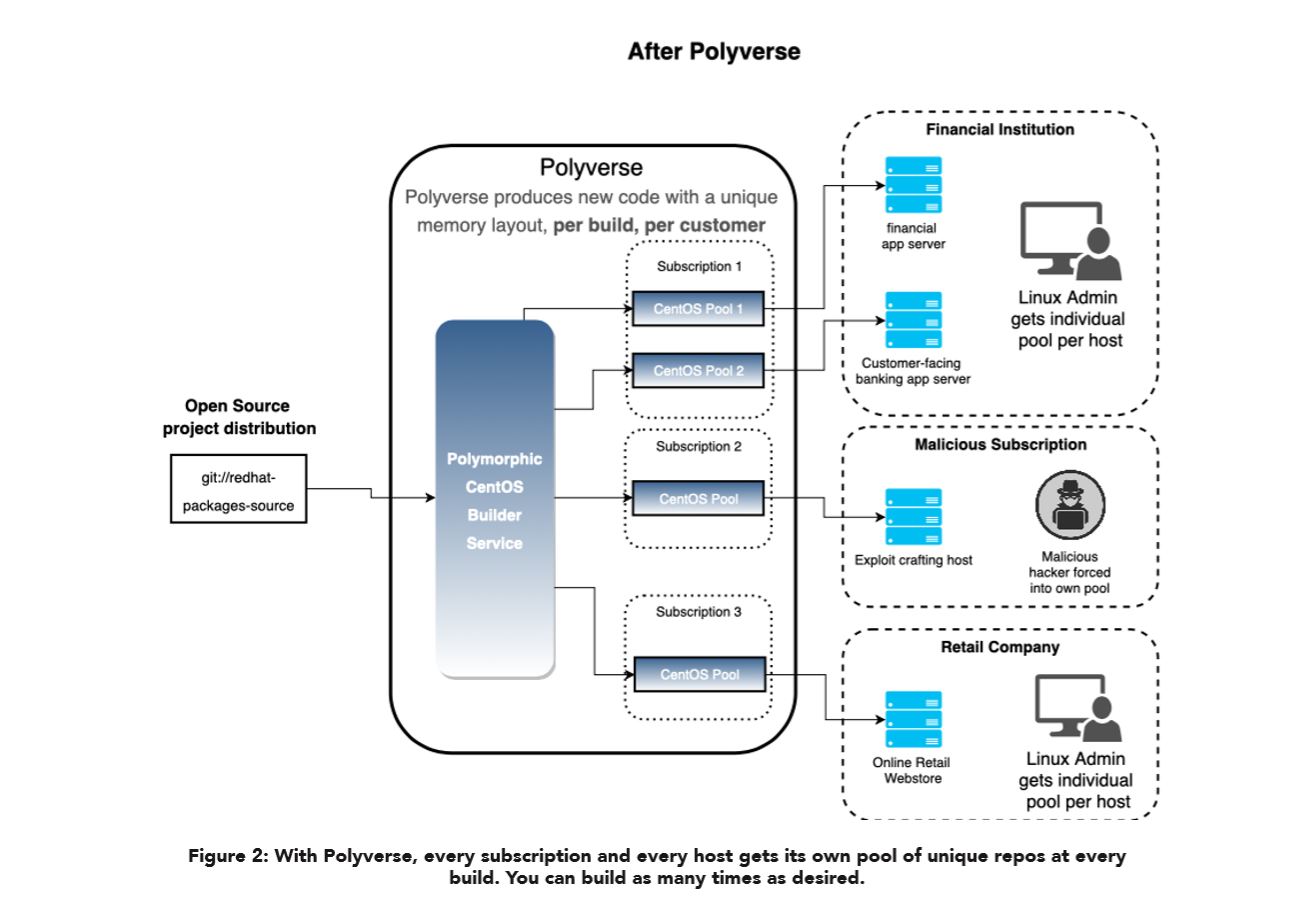 After Polyverse
Polyverse
Polyverse produces new code with a unique
memory layout, per build, per customer
Open Source
project distribution
git://redhat-
packages-source
Polymorphic
CentOS
Builder
Service
Subscription 1
CentOS Pool 1
CentOS Pool 2
Subscription 2
CentOS Pool
Subscription 3
CentOS Pool
Financial Institution
financial
app server
Customer-facing
banking app server
Linux Admin
gets individual
pool per host
Malicious Subscription
Exploit crafting host
Malicious
hacker forced
into own pool
Retail Company
Online Retail
Webstore
Linux Admin
gets individual
pool per host
Figure 2: With Polyverse, every subscription and every host gets its own pool of unique repos at every
build. You can build as many times as desired.